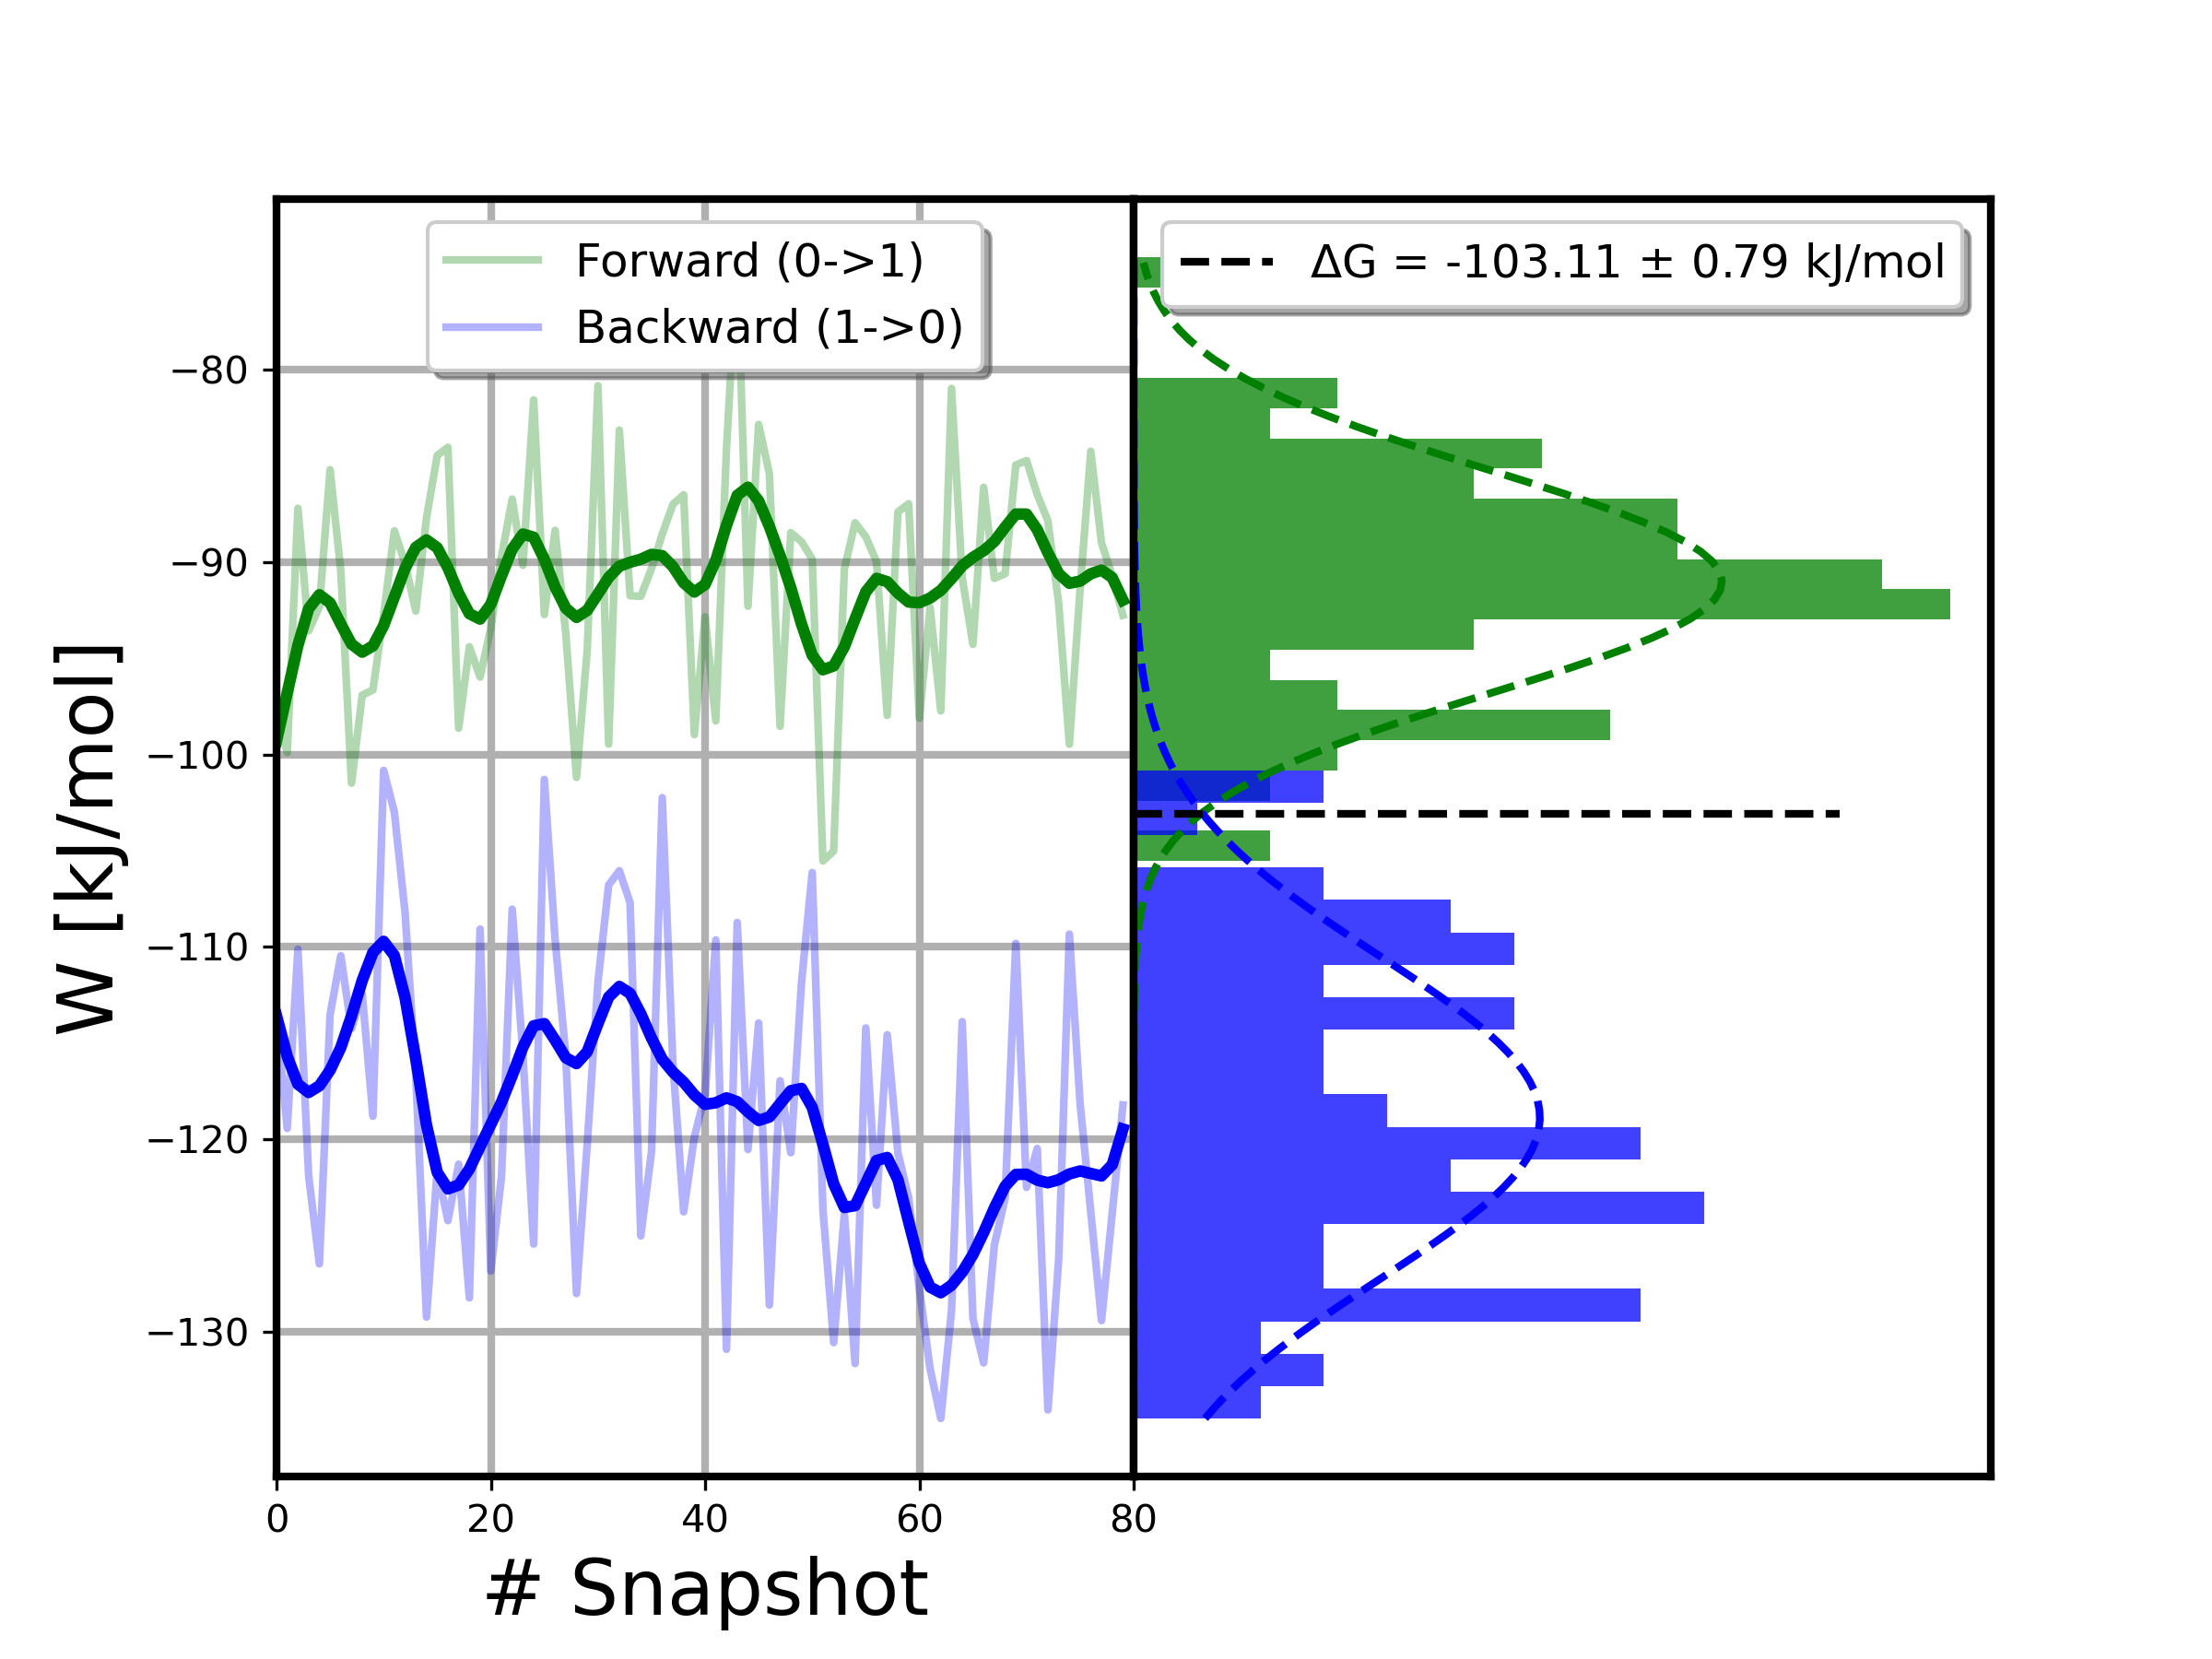 Forward (0->1)
Backward (1->0)
ΔG = -103.11 ± 0.79 kJ/mol
W [kJ/mol]
−80
−90
−100
−110
−120
−130
0 20 40 60 80
# Snapshot